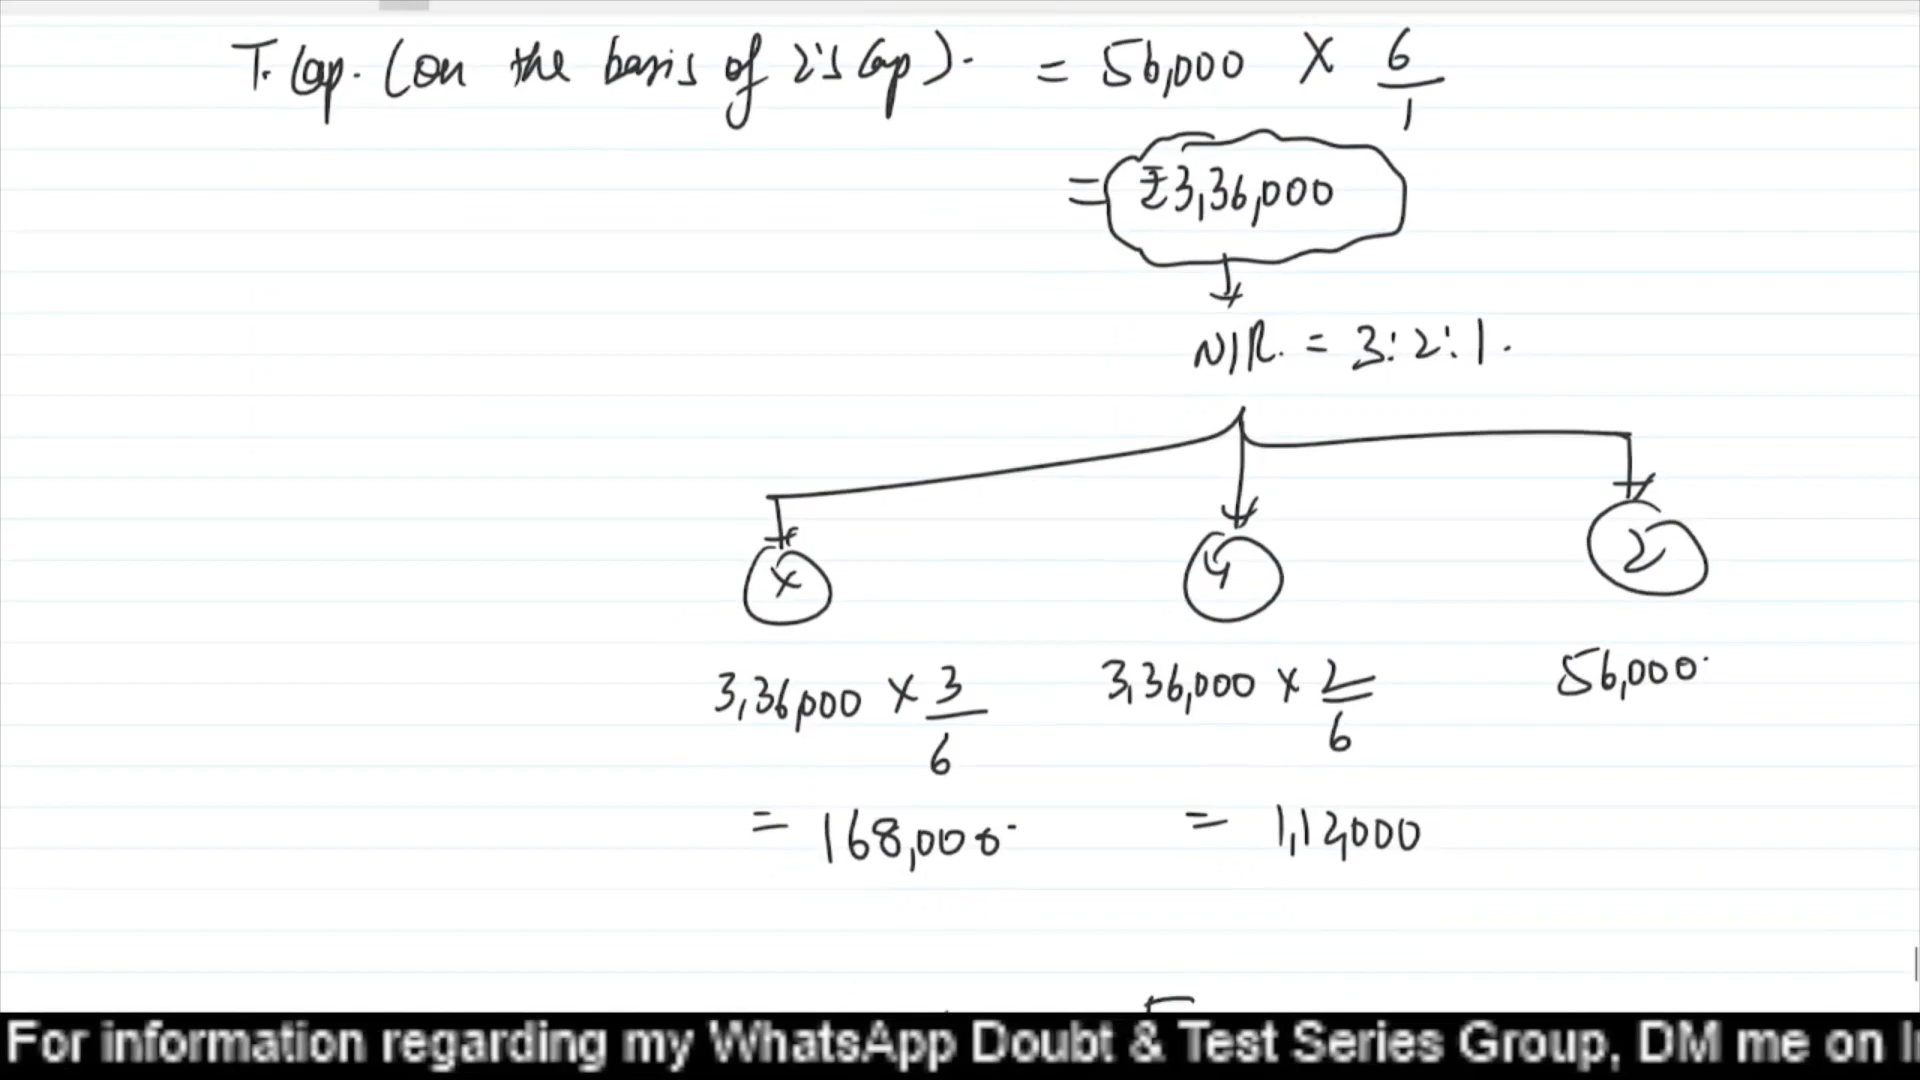 T. Cap. (on the basis of Z's Cap). = 56,000 X 6/1
= ₹3,36,000
NPR. = 3:2:1.
X Y Z
3,36,000 x 3/6 3,36,000 x 2/6 56,000.
= 168,000. = 1,12,000
For information regarding my WhatsApp Doubt & Test Series Group, DM me on